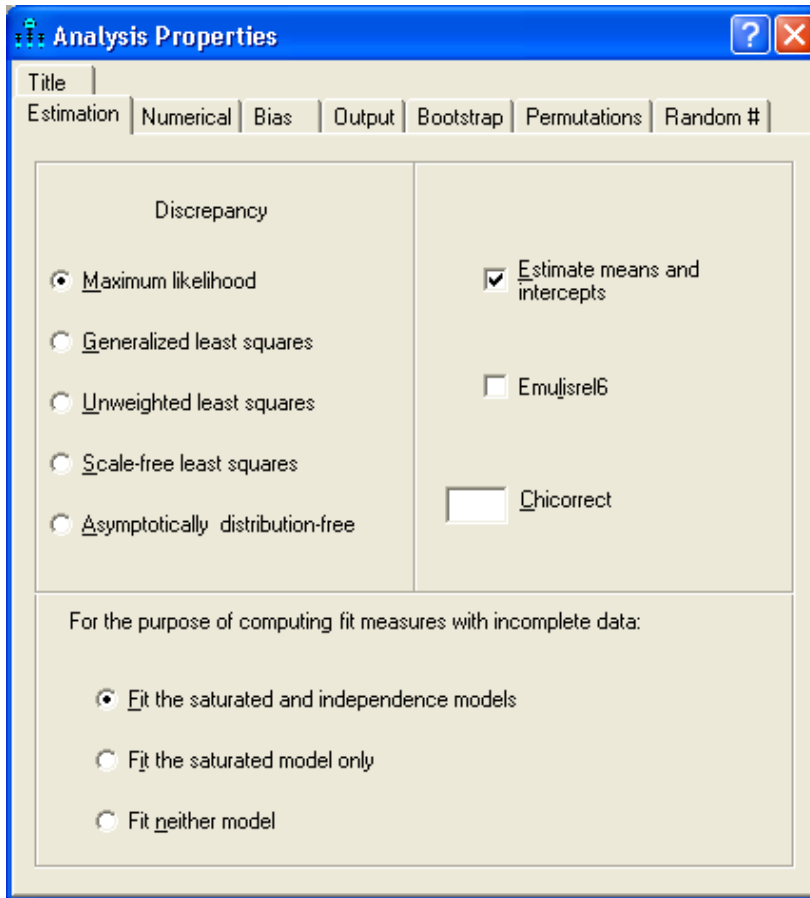 Analysis Properties
Title
Estimation Numerical Bias Output Bootstrap Permutations Random #
Discrepancy
Maximum likelihood
Generalized least squares
Unweighted least squares
Scale-free least squares
Asymptotically distribution-free
Estimate means and
intercepts
Emulisrel6
Chicorrect
For the purpose of computing fit measures with incomplete data:
Fit the saturated and independence models
Fit the saturated model only
Fit neither model